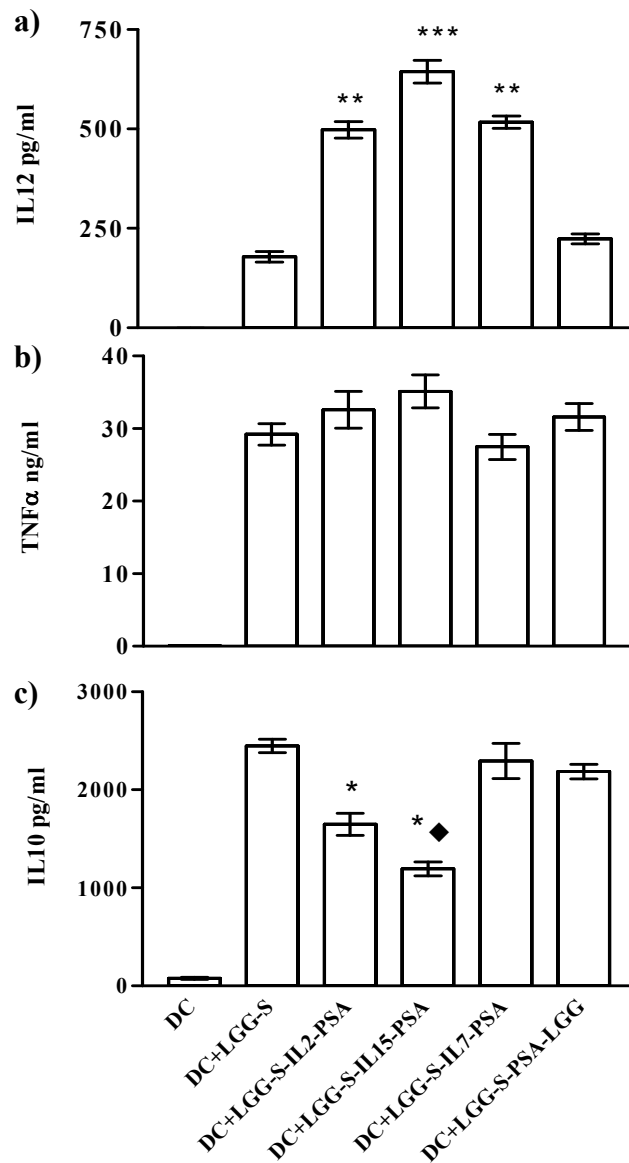 a)
IL12 pg/ml
750
500
250
0
**
***
**
b)
TNFα ng/ml
40
30
20
10
0
c)
IL10 pg/ml
3000
2000
1000
0
*
*◆
DC
DC+LGG-S
DC+LGG-S-IL2-PSA
DC+LGG-S-IL15-PSA
DC+LGG-S-IL7-PSA
DC+LGG-S-PSA-LGG